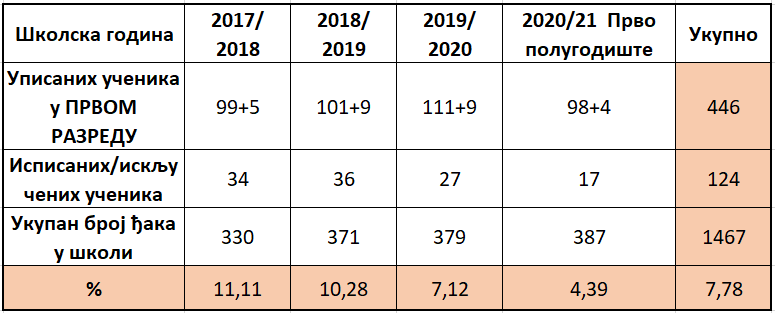 Школска година 2017/ 2018/ 2019/ 2020/21 Прво Укупно
2018 2019 2020 полугодиште
Уписаних ученика
у ПРВОМ 99+5 101+9 111+9 98+4 446
РАЗРЕДУ
Исписаних/искљу 34 36 27 17 124
чених ученика
Укупан број ђака 330 371 379 387 1467
у школи
% 11,11 10,28 7,12 4,39 7,78